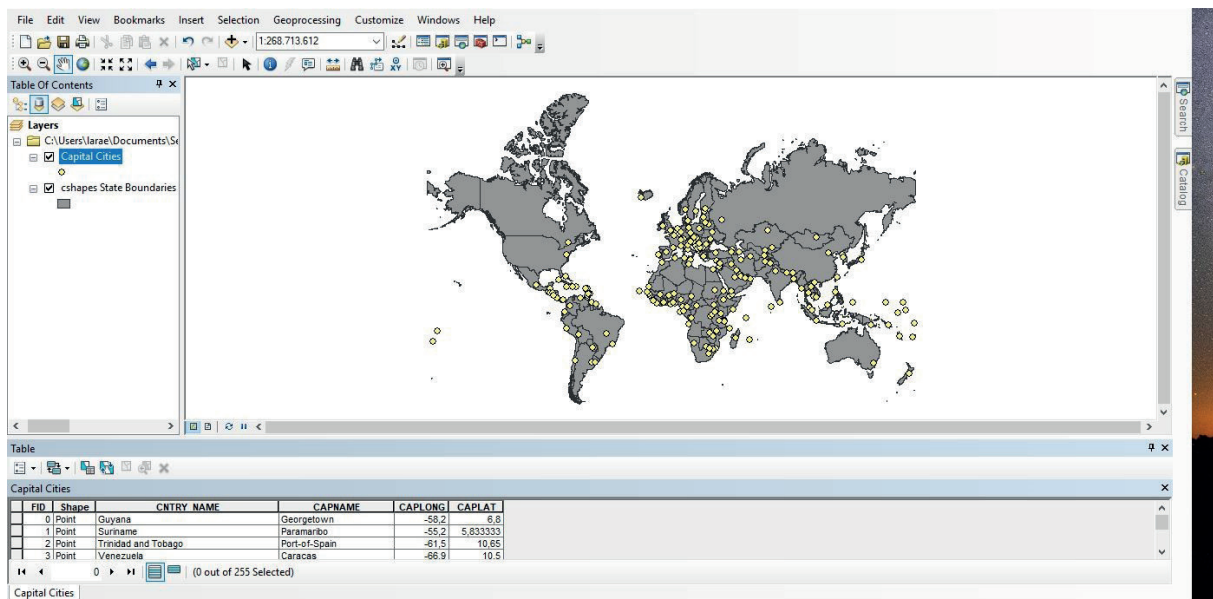 File Edit View Bookmarks Insert Selection Geoprocessing Customize Windows Help
1:268.713.612
Table Of Contents
Layers
C:\Users\larae\Documents\Se
Capital Cities
cshapes State Boundaries
Search
Catalog
Table
Capital Cities
FID Shape CNTRY_NAME CAPNAME CAPLONG CAPLAT
0 Point Guyana Georgetown -58,2 6,8
1 Point Suriname Paramaribo -55,2 5,833333
2 Point Trinidad and Tobago Port-of-Spain -61,5 10,65
3 Point Venezuela Caracas -66,9 10,5
0 (0 out of 255 Selected)
Capital Cities